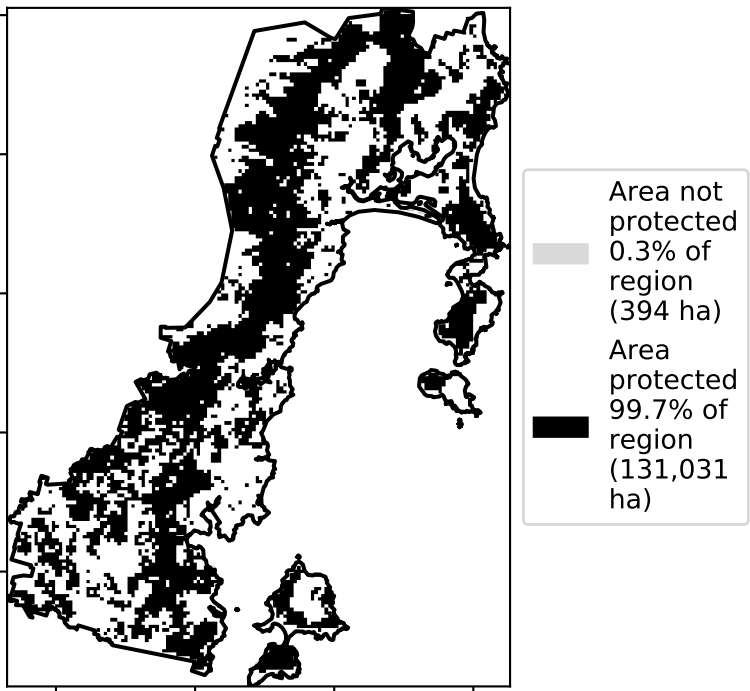 Area not
protected
0.3% of
region
(394 ha)
Area
protected
99.7% of
region
(131,031
ha)